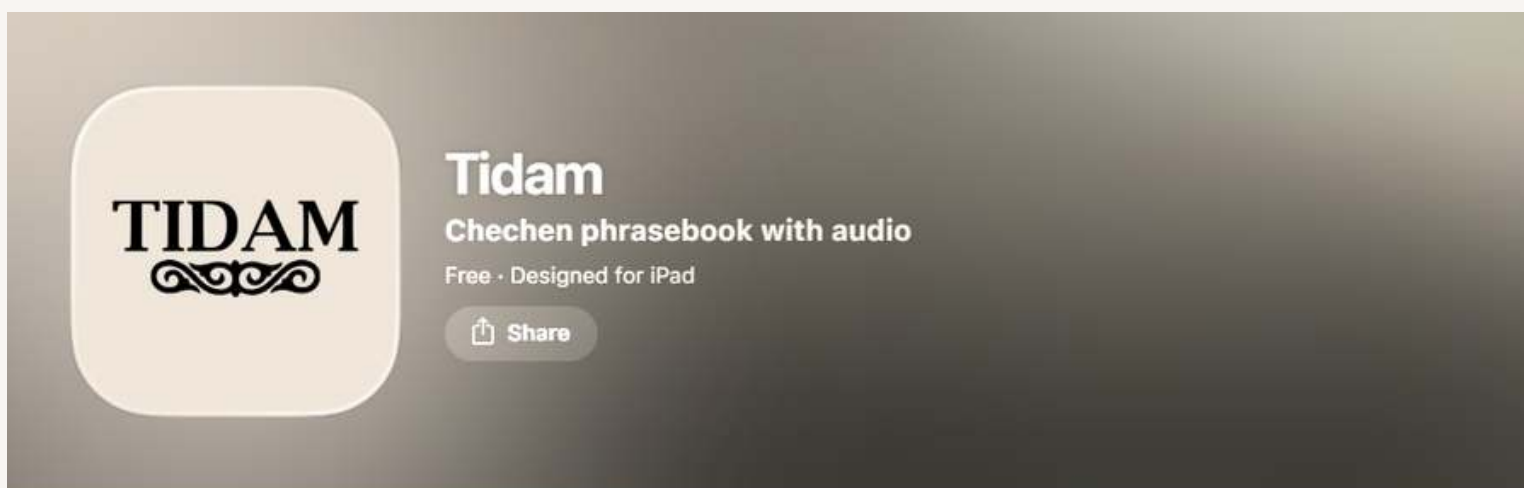 TIDAM
Tidam
Chechen phrasebook with audio
Free · Designed for iPad
Share